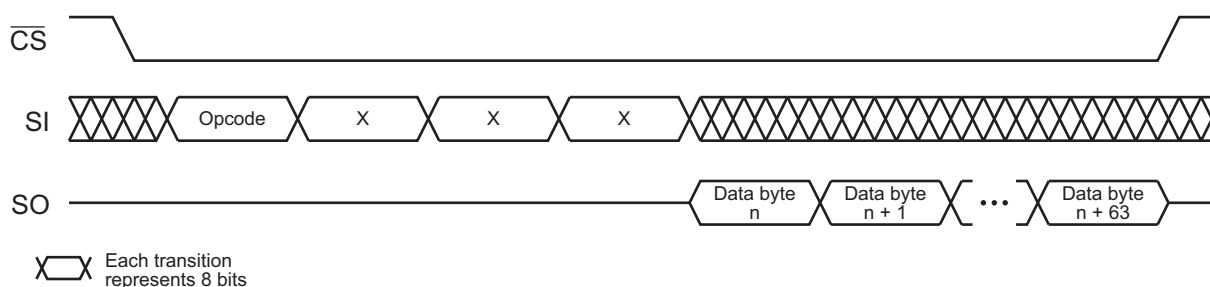 CS
SI
Opcode
X
X
X
SO
Data byte
n
Data byte
n + 1
•••
Data byte
n + 63
Each transition
represents 8 bits